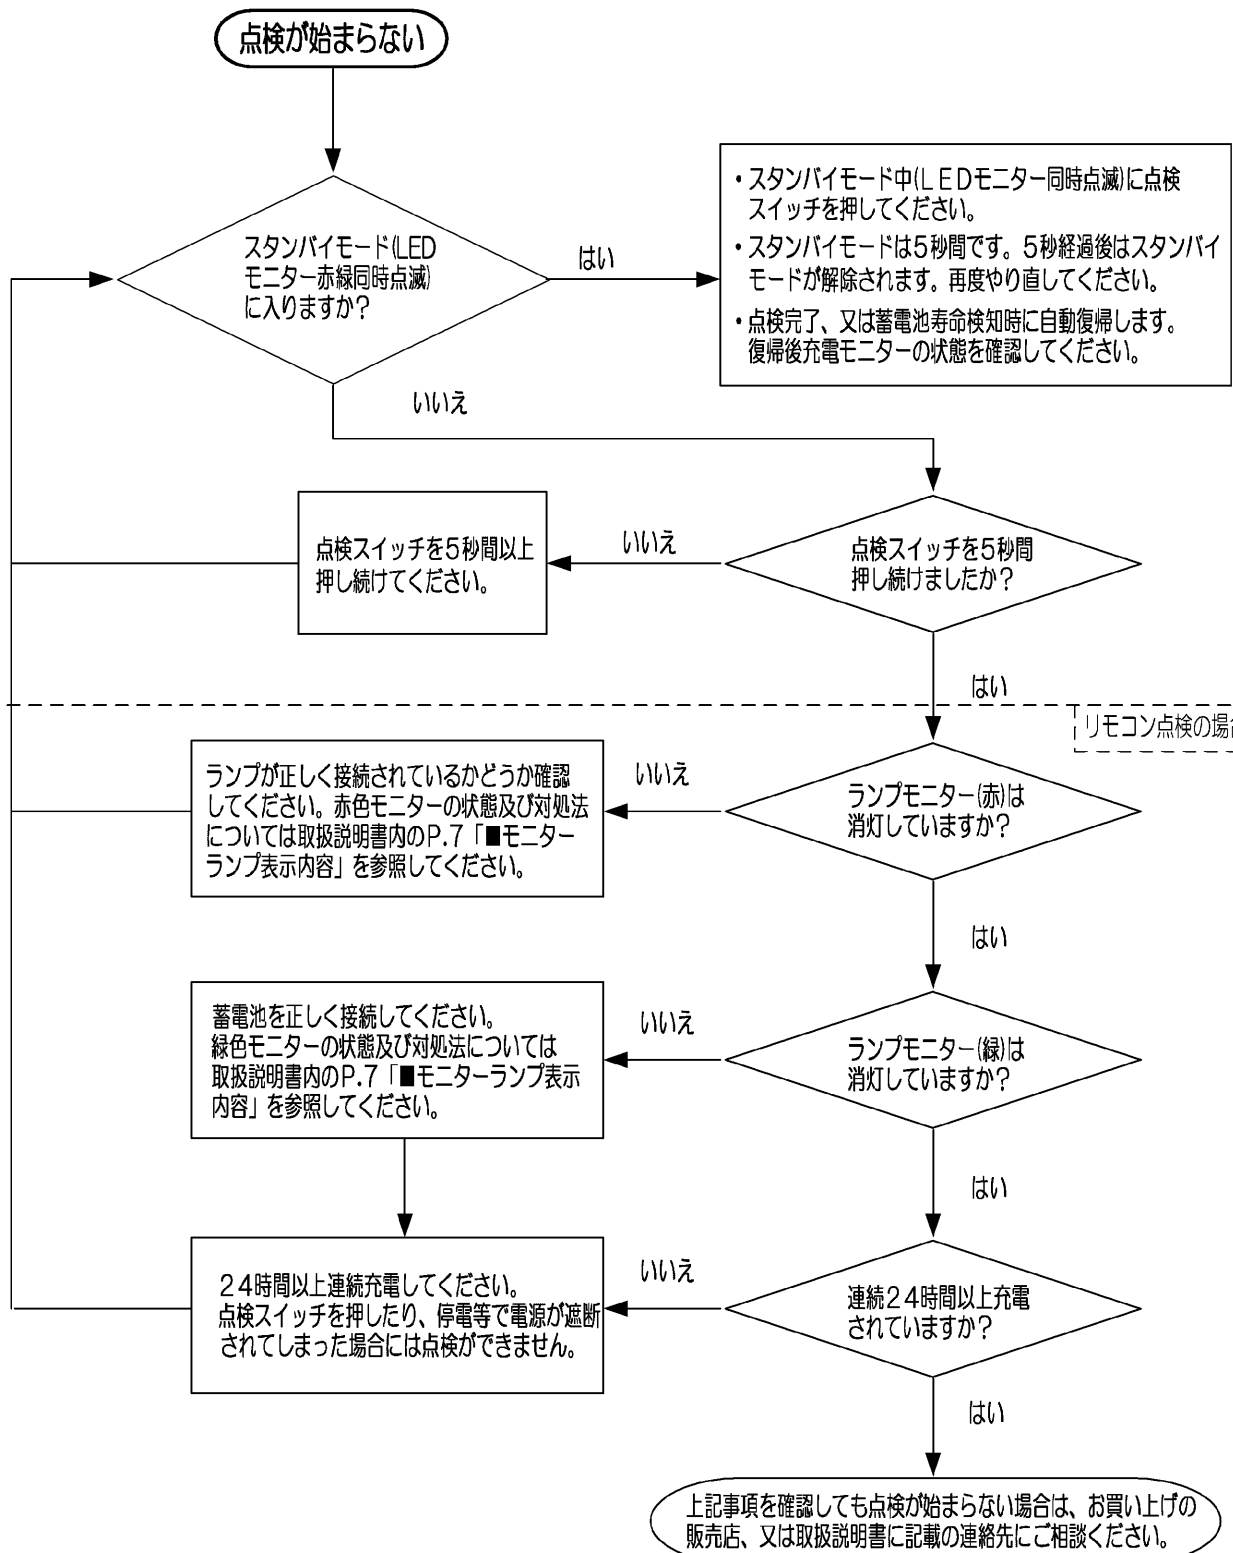 点検が始まらない
スタンバイモード(LED
モニター赤緑同時点滅)
に入りますか？
はい
・スタンバイモード中(ＬＥＤモニター同時点滅)に点検
スイッチを押してください。
・スタンバイモードは５秒間です。５秒経過後はスタンバイ
モードが解除されます。再度やり直してください。
・点検完了、又は蓄電池寿命検知時に自動復帰します。
復帰後充電モニターの状態を確認してください。
いいえ
点検スイッチを５秒間以上
押し続けてください。
いいえ
点検スイッチを５秒間
押し続けましたか？
はい
リモコン点検の場合
ランプが正しく接続されているかどうか確認
してください。赤色モニターの状態及び対処法
については取扱説明書内のP.７「■モニター
ランプ表示内容」を参照してください。
いいえ
ランプモニター(赤)は
消灯していますか？
はい
蓄電池を正しく接続してください。
緑色モニターの状態及び対処法については
取扱説明書内のP.７「■モニターランプ表示
内容」を参照してください。
いいえ
ランプモニター(緑)は
消灯していますか？
はい
２４時間以上連続充電してください。
点検スイッチを押したり、停電等で電源が遮断
されてしまった場合には点検ができません。
いいえ
連続２４時間以上充電
されていますか？
はい
上記事項を確認しても点検が始まらない場合は、お買い上げの
販売店、又は取扱説明書に記載の連絡先にご相談ください。